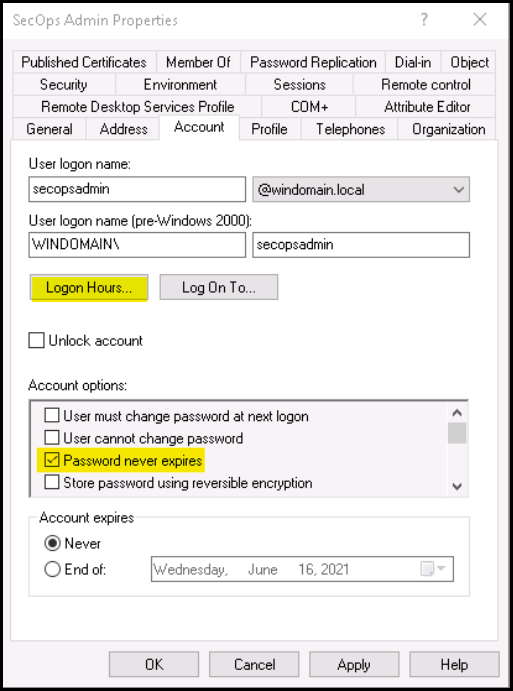 SecOps Admin Properties ? ×
Published Certificates Member Of Password Replication Dial-in Object
Security Environment Sessions Remote control
Remote Desktop Services Profile COM+ Attribute Editor
General Address Account Profile Telephones Organization
User logon name:
secopsadmin @windomain.local
User logon name (pre-Windows 2000):
WINDOMAIN\ secopsadmin
Logon Hours... Log On To...
Unlock account
Account options:
User must change password at next logon
User cannot change password
Password never expires
Store password using reversible encryption
Account expires
Never
End of: Wednesday, June 16, 2021
OK Cancel Apply Help